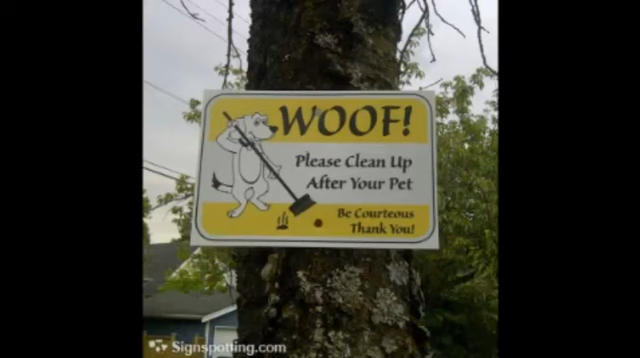 WOOF!
Please Clean Up
After Your Pet
Be Courteous
Thank You!
Signspotting.com